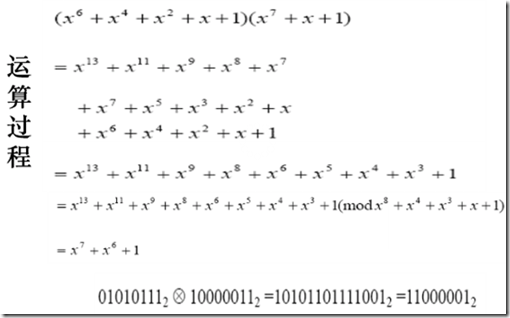 运算过程
(x⁶ + x⁴ + x² + x + 1)(x⁷ + x + 1)
= x¹³ + x¹¹ + x⁹ + x⁸ + x⁷
+ x⁷ + x⁵ + x³ + x² + x
+ x⁶ + x⁴ + x² + x + 1
= x¹³ + x¹¹ + x⁹ + x⁸ + x⁶ + x⁵ + x⁴ + x³ + 1
= x¹³ + x¹¹ + x⁹ + x⁸ + x⁶ + x⁵ + x⁴ + x³ + 1(mod x⁸ + x⁴ + x³ + x + 1)
= x⁷ + x⁶ + 1
01010111₂ ⊗ 10000011₂ =10101101111001₂ =11000001₂